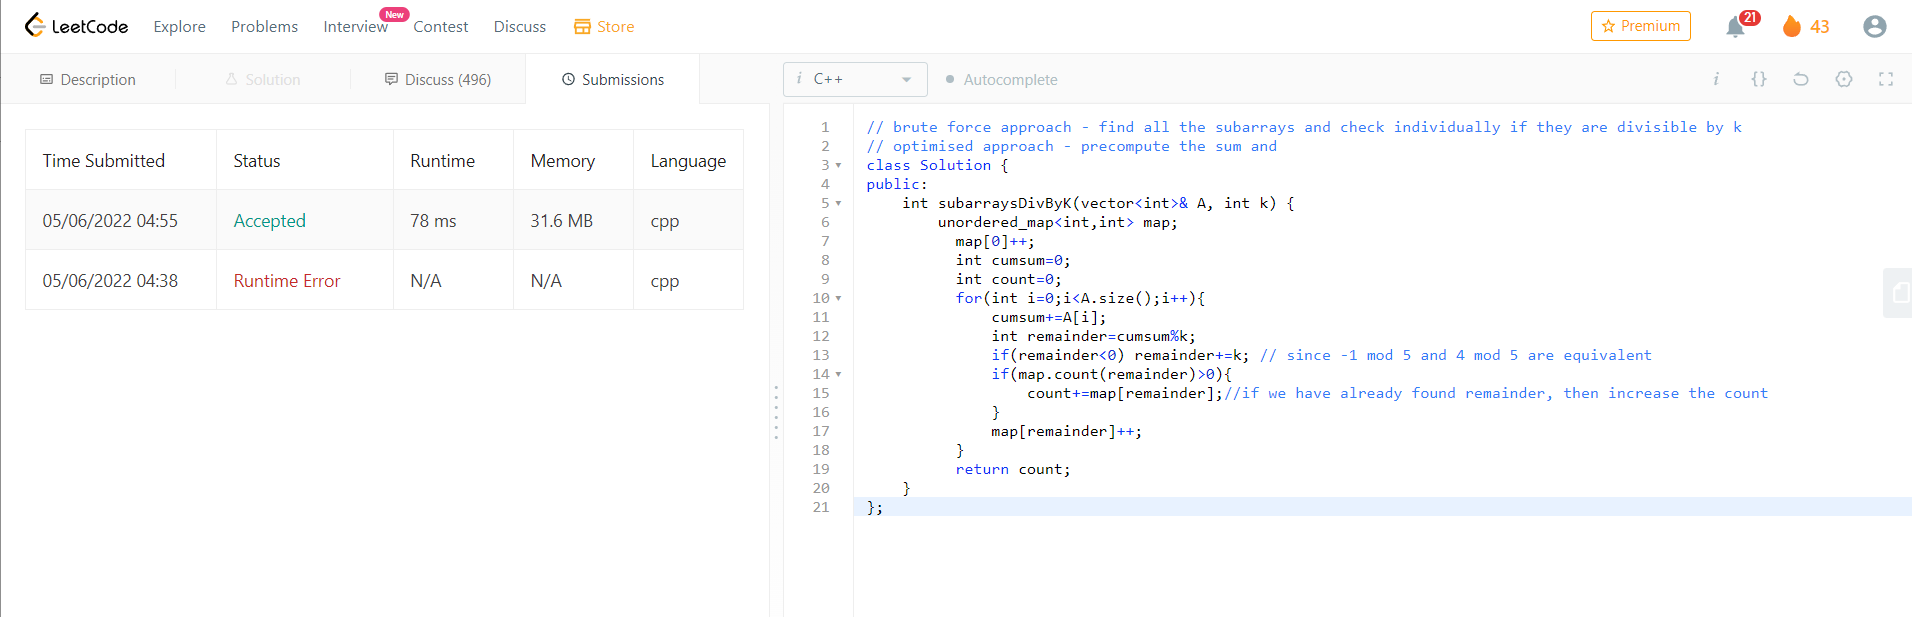 LeetCode Explore Problems Interview New Contest Discuss Store Premium 21 43
Description Solution Discuss (496) Submissions
i C++ Autocomplete i {}
Time Submitted Status Runtime Memory Language
05/06/2022 04:55 Accepted 78 ms 31.6 MB cpp
05/06/2022 04:38 Runtime Error N/A N/A cpp
1 // brute force approach - find all the subarrays and check individually if they are divisible by k
2 // optimised approach - precompute the sum and
3 class Solution {
4 public:
5     int subarraysDivByK(vector<int>& A, int k) {
6         unordered_map<int,int> map;
7           map[0]++;
8           int cumsum=0;
9           int count=0;
10           for(int i=0;i<A.size();i++){
11               cumsum+=A[i];
12               int remainder=cumsum%k;
13               if(remainder<0) remainder+=k; // since -1 mod 5 and 4 mod 5 are equivalent
14               if(map.count(remainder)>0){
15                   count+=map[remainder];//if we have already found remainder, then increase the count
16               }
17               map[remainder]++;
18           }
19           return count;
20     }
21 };